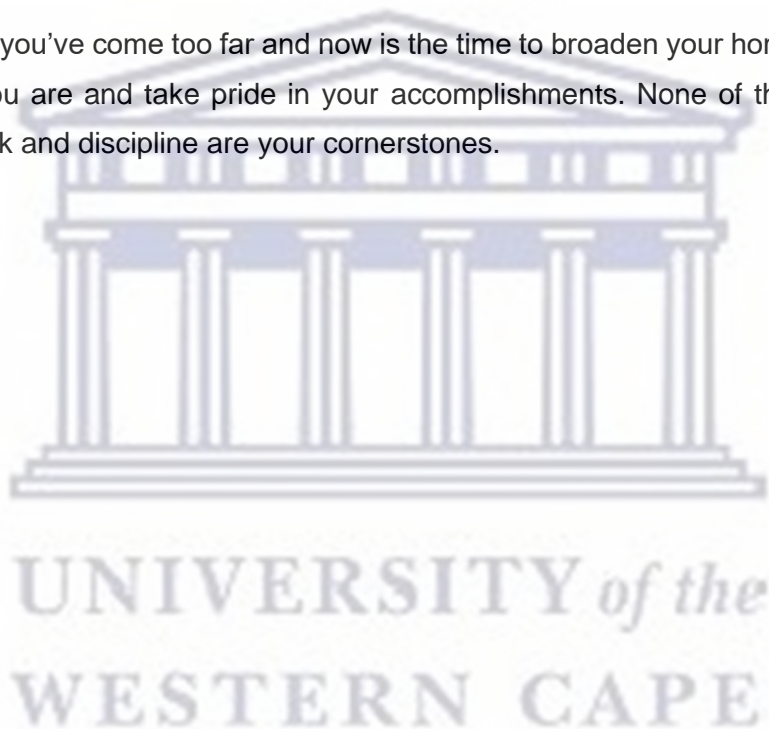 you've come too far and now is the time to broaden your hor
u are and take pride in your accomplishments. None of th
k and discipline are your cornerstones.
UNIVERSITY of the
WESTERN CAPE